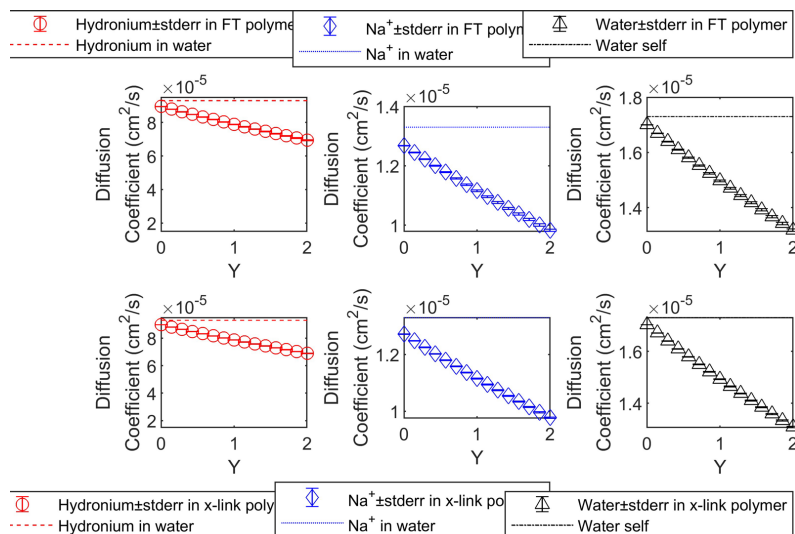 Hydronium±stderr in FT polyme
Hydronium in water
Na+±stderr in FT polyn
Na+ in water
Water±stderr in FT polymer
Water self
×10-5
8
6
4
2
Diffusion
Coefficient (cm2/s)
0 1 2
Y
×10-5
1.4
1.2
1
Diffusion
Coefficient (cm2/s)
0 1 2
Y
×10-5
1.8
1.6
1.4
Diffusion
Coefficient (cm2/s)
0 1 2
Y
×10-5
8
6
4
2
Diffusion
Coefficient (cm2/s)
0 1 2
Y
×10-5
1.2
1
Diffusion
Coefficient (cm2/s)
0 1 2
Y
×10-5
1.6
1.4
Diffusion
Coefficient (cm2/s)
0 1 2
Y
Hydronium±stderr in x-link poly
Hydronium in water
Na+±stderr in x-link po
Na+ in water
Water±stderr in x-link polymer
Water self